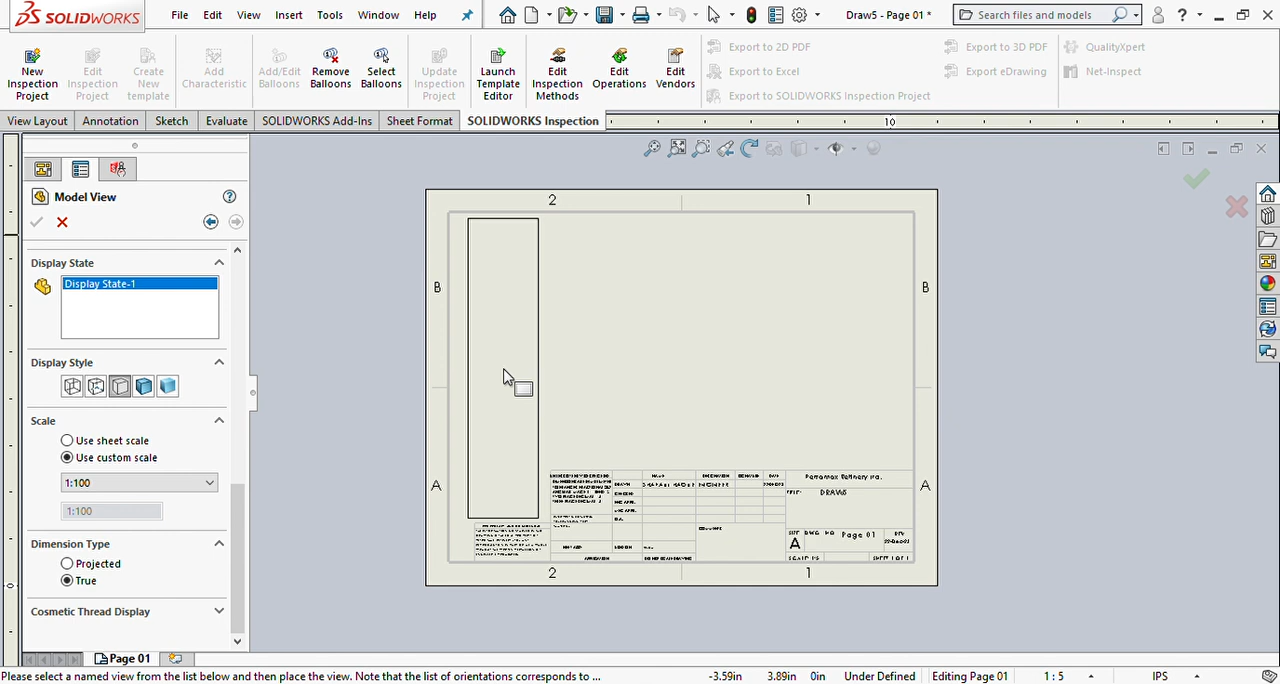 SOLIDWORKS
File Edit View Insert Tools Window Help
Draw5 - Page 01 *
Search files and models
New Inspection Project
Edit Inspection Project
Create New template
Add Characteristic
Add/Edit Balloons
Remove Balloons
Select Balloons
Update Inspection Project
Launch Template Editor
Edit Inspection Methods
Edit Operations
Edit Vendors
Export to 2D PDF
Export to Excel
Export to SOLIDWORKS Inspection Project
Export to 3D PDF
Export eDrawing
QualityXpert
Net-Inspect
View Layout Annotation Sketch Evaluate SOLIDWORKS Add-Ins Sheet Format SOLIDWORKS Inspection
10
Model View
Display State
Display State-1
Display Style
Scale
Use sheet scale
Use custom scale
1:100
1:100
Dimension Type
Projected
True
Cosmetic Thread Display
2 1
B B
A A
2 1
Page 01
A
Page 01
Please select a named view from the list below and then place the view. Note that the list of orientations corresponds to ...
-3.59in 3.89in 0in Under Defined Editing Page 01 1 : 5 IPS